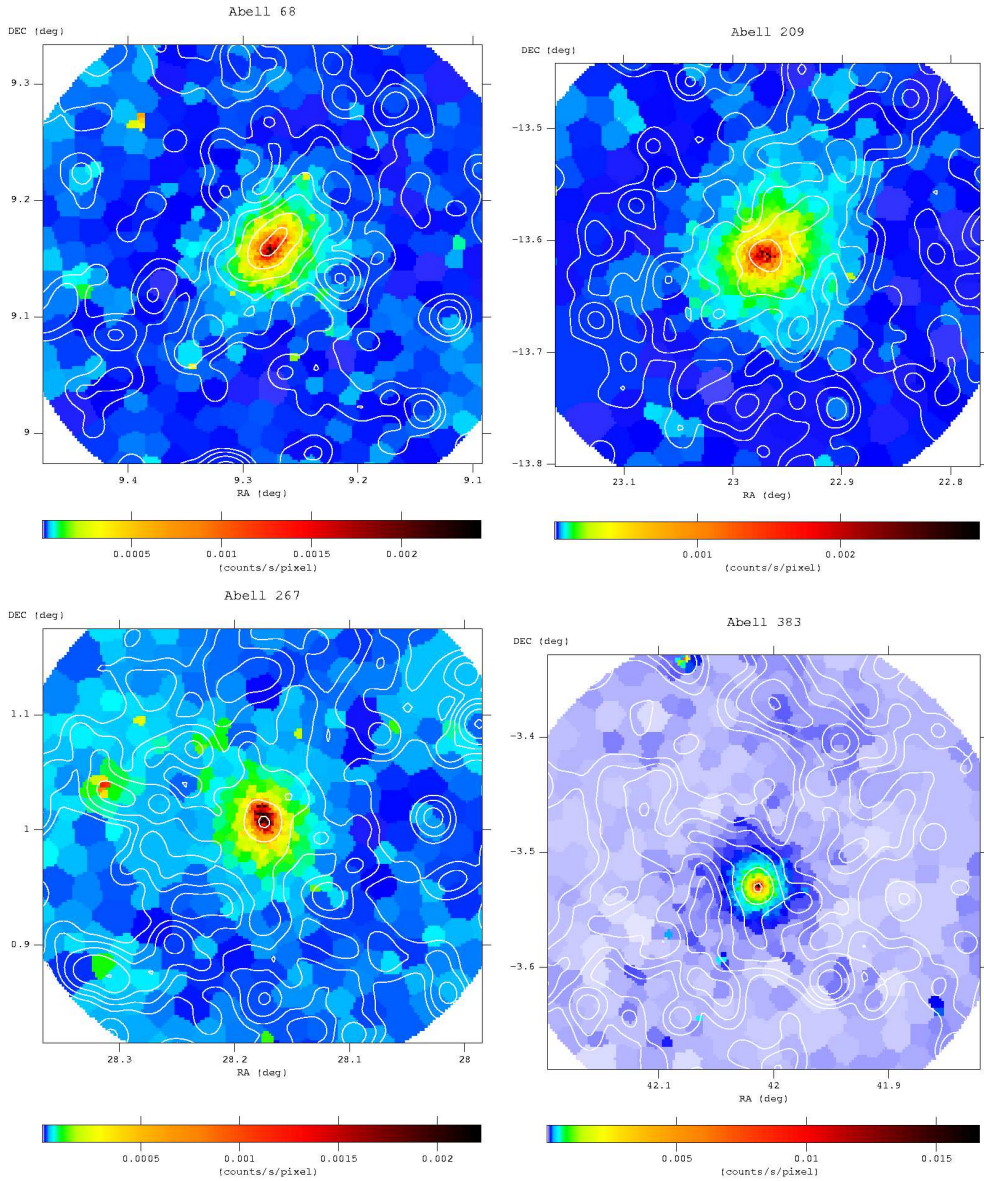 Abell 68
DEC (deg)
9.3
9.2
9.1
9
9.4 9.3 9.2 9.1
RA (deg)
0.0005 0.001 0.0015 0.002
(counts/s/pixel)
Abell 209
DEC (deg)
-13.5
-13.6
-13.7
-13.8
23.1 23 22.9 22.8
RA (deg)
0.001 0.002
(counts/s/pixel)
Abell 267
DEC (deg)
1.1
1
0.9
28.3 28.2 28.1 28
RA (deg)
0.0005 0.001 0.0015 0.002
(counts/s/pixel)
Abell 383
DEC (deg)
-3.4
-3.5
-3.6
42.1 42 41.9
RA (deg)
0.005 0.01 0.015
(counts/s/pixel)